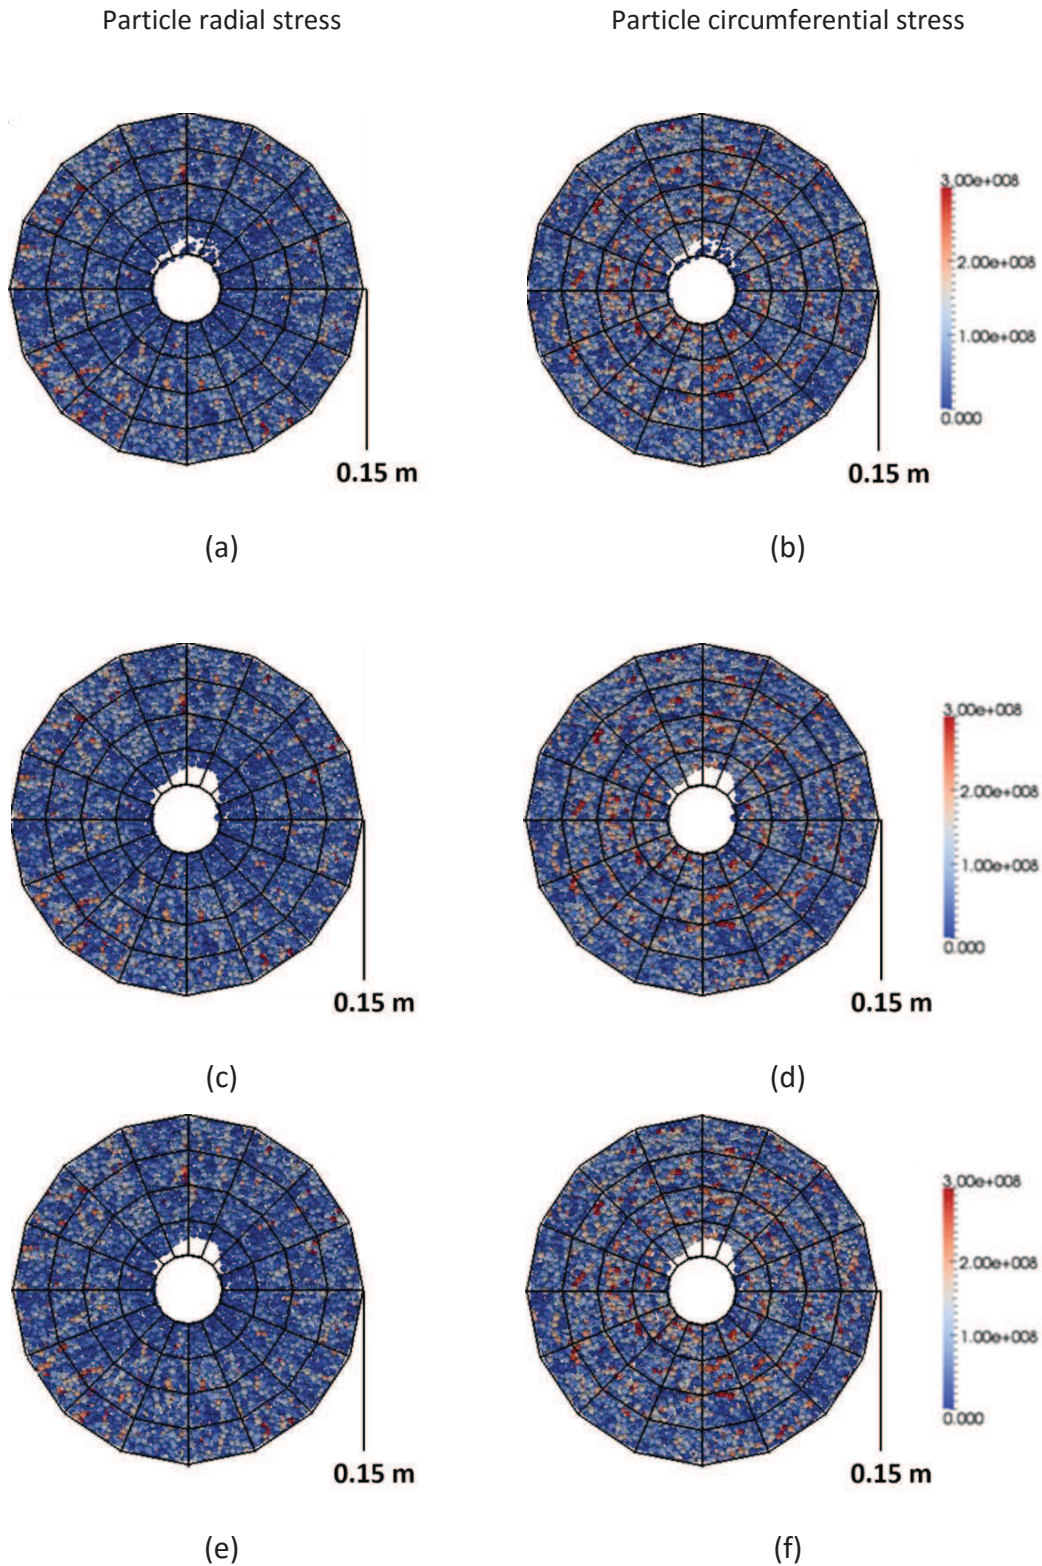 Particle radial stress
Particle circumferential stress
3.00e+008
2.00e+008
1.00e+008
0.000
0.15 m
0.15 m
(a)
(b)
3.00e+008
2.00e+008
1.00e+008
0.000
0.15 m
0.15 m
(c)
(d)
3.00e+008
2.00e+008
1.00e+008
0.000
0.15 m
0.15 m
(e)
(f)